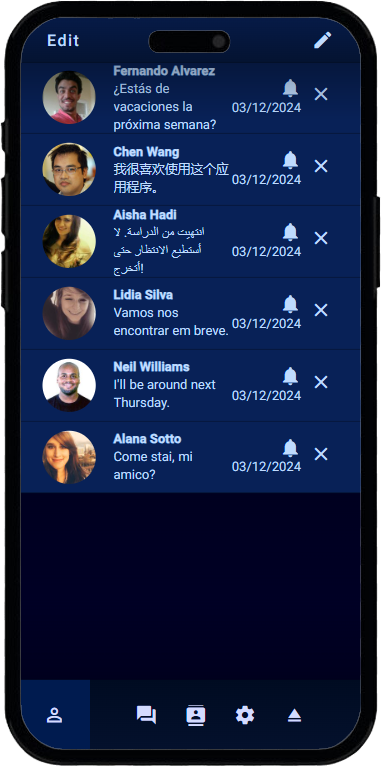 Edit
Fernando Alvarez
¿Estás de
vacaciones la
próxima semana?
03/12/2024
Chen Wang
我很喜欢使用这个应
用程序。
03/12/2024
Aisha Hadi
انتهيت من الدراسة. لا
أستطيع الانتظار حتى
أتخرج!
03/12/2024
Lidia Silva
Vamos nos
encontrar em breve.
03/12/2024
Neil Williams
I'll be around next
Thursday.
03/12/2024
Alana Sotto
Come stai, mi
amico?
03/12/2024